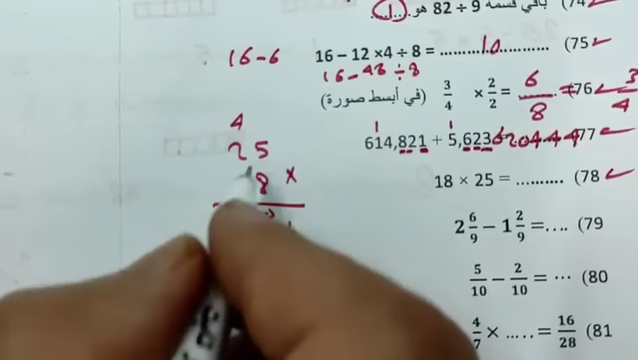 74) باقي قسمة 9 ÷ 82 هو ..1..
16 − 12 ×4 ÷ 8 = ..........10........... (75
16 - 6
16 - 48 ÷ 8
(في أبسط صورة) 3/4 × 2/2 = 6/8 = 3/4 (76
614,821 + 5,623 = 620444 (77
18 × 25 = .......... (78
4
25
8 ×
2 6/9 − 1 2/9 =.... (79
5/10 − 2/10 = ... (80
4/7 × ..... = 16/28 (81